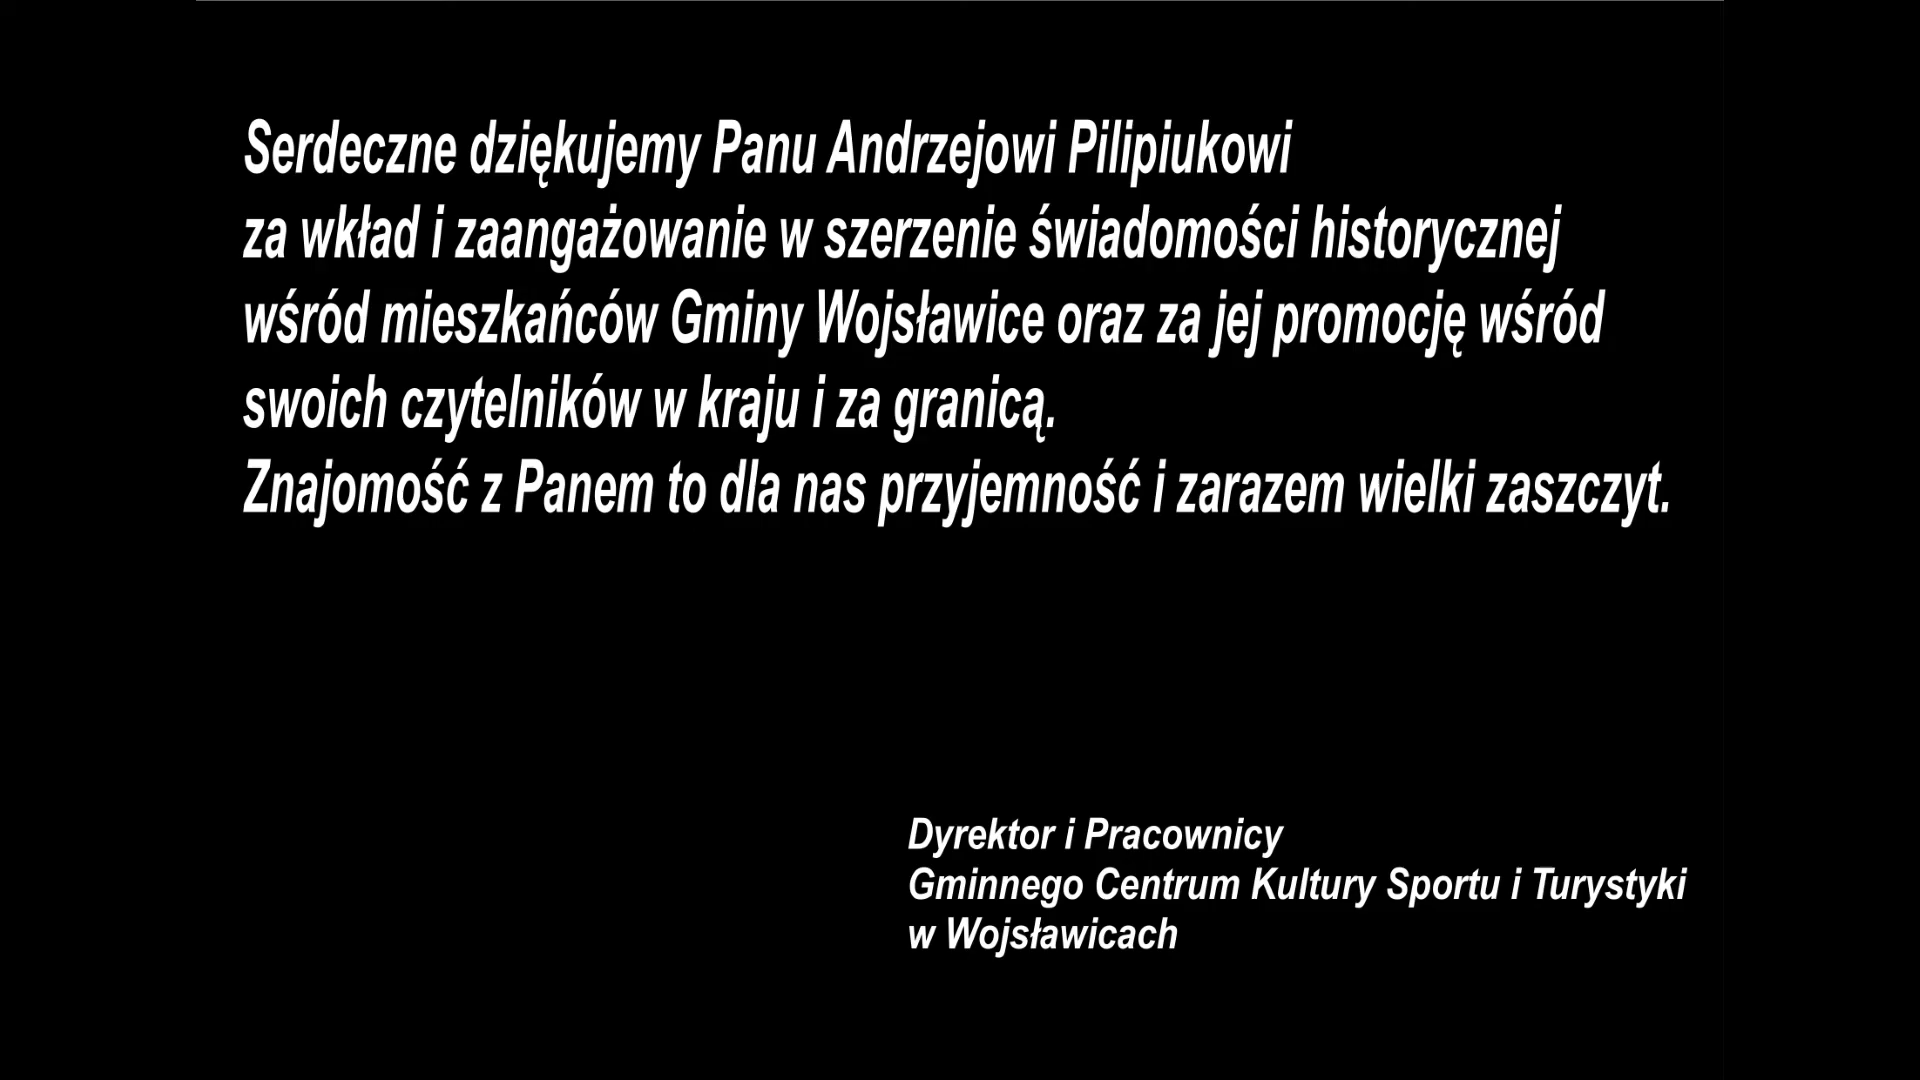 Serdeczne dziękujemy Panu Andrzejowi Pilipiukowi
za wkład i zaangażowanie w szerzenie świadomości historycznej
wśród mieszkańców Gminy Wojsławice oraz za jej promocję wśród
swoich czytelników w kraju i za granicą.
Znajomość z Panem to dla nas przyjemność i zarazem wielki zaszczyt.
Dyrektor i Pracownicy
Gminnego Centrum Kultury Sportu i Turystyki
w Wojsławicach